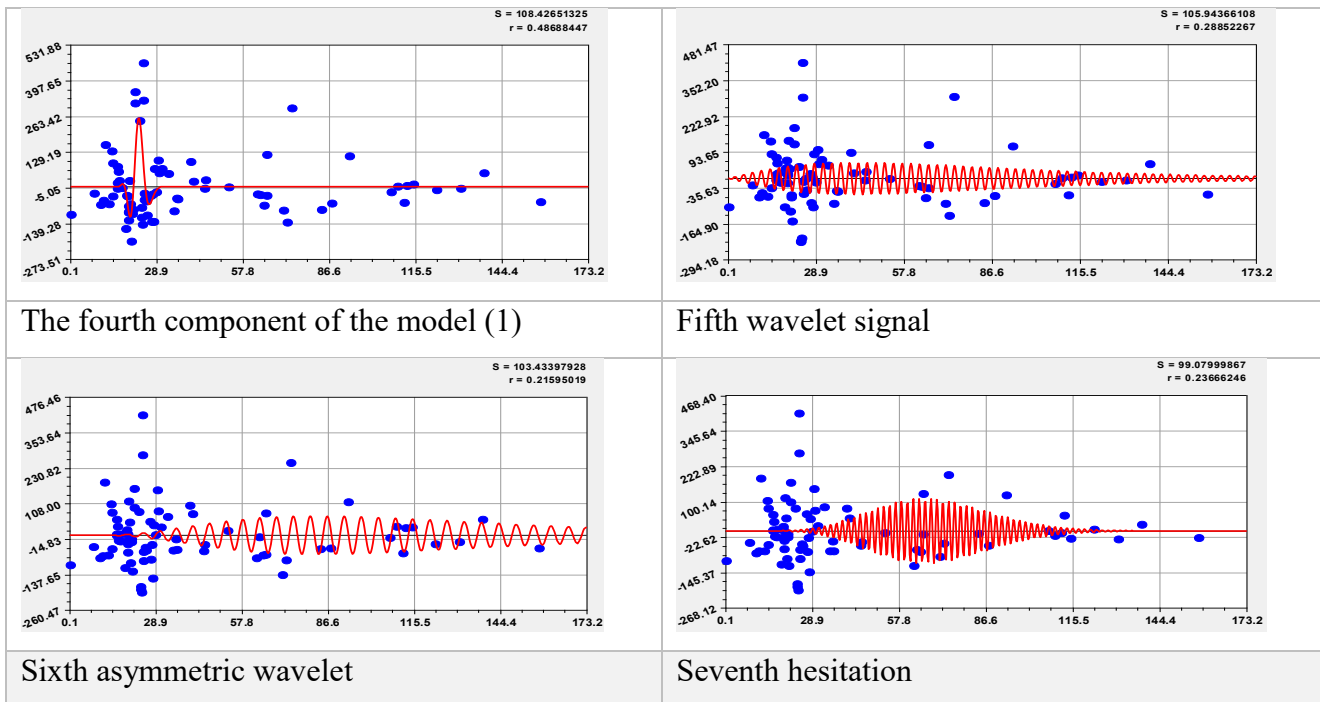 S = 108.42651325
r = 0.48688447
531.88
397.65
263.42
129.19
-5.05
-139.28
-273.51
0.1 28.9 57.8 86.6 115.5 144.4 173.2
The fourth component of the model (1)
S = 105.94366108
r = 0.28852267
481.47
352.20
222.92
93.65
-35.63
-164.90
-294.18
0.1 28.9 57.8 86.6 115.5 144.4 173.2
Fifth wavelet signal
S = 103.43397928
r = 0.21595019
476.46
353.64
230.82
108.00
-14.83
-137.65
-260.47
0.1 28.9 57.8 86.6 115.5 144.4 173.2
Sixth asymmetric wavelet
S = 99.07999867
r = 0.23666246
468.40
345.64
222.89
100.14
-22.62
-145.37
-268.12
0.1 28.9 57.8 86.6 115.5 144.4 173.2
Seventh hesitation